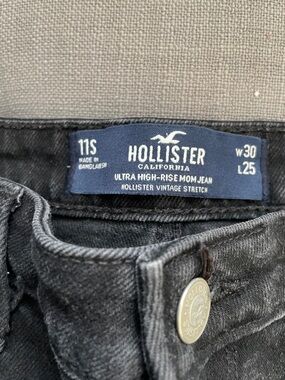 11S
MADE IN
BANGLADESH
HOLLISTER
CALIFORNIA
ULTRA HIGH-RISE MOM JEAN
HOLLISTER VINTAGE STRETCH
W30
L25